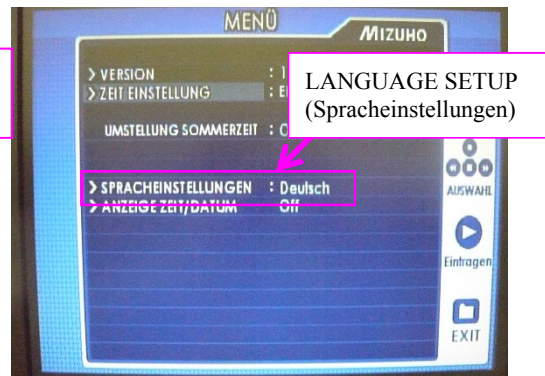 MENÜ
MIZUHO
> VERSION : 1
> ZEIT EINSTELLUNG : E
LANGUAGE SETUP
(Spracheinstellungen)
UMSTELLUNG SOMMERZEIT :
AUSWAHL
> SPRACHEINSTELLUNGEN : Deutsch
> ANZEIGE ZEIT/DATUM Off
Eintragen
EXIT